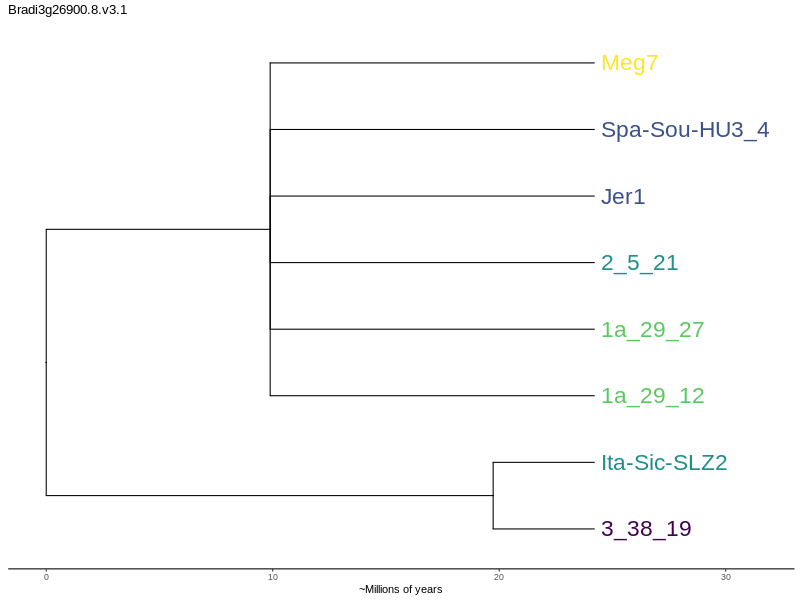 Bradi3g26900.8.v3.1
Meg7
Spa-Sou-HU3_4
Jer1
2_5_21
1a_29_27
1a_29_12
Ita-Sic-SLZ2
3_38_19
0 10 20 30
~Millions of years